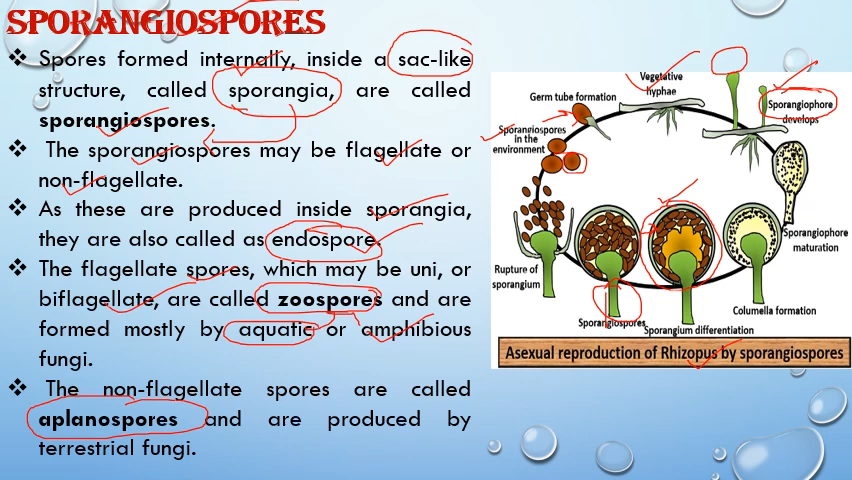 SPORANGIOSPORES
❖ Spores formed internally, inside a sac-like
structure, called sporangia, are called
sporangiospores.
❖ The sporangiospores may be flagellate or
non-flagellate.
❖ As these are produced inside sporangia,
they are also called as endospore.
❖ The flagellate spores, which may be uni, or
biflagellate, are called zoospores and are
formed mostly by aquatic or amphibious
fungi.
❖ The non-flagellate spores are called
aplanospores and are produced by
terrestrial fungi.
Vegetative
hyphae
Germ tube formation
Sporangiophore
develops
Sporangiospores
in the
environment
Sporangiophore
maturation
Rupture of
sporangium
Columella formation
Sporangiospores
Sporangium differentiation
Asexual reproduction of Rhizopus by sporangiospores